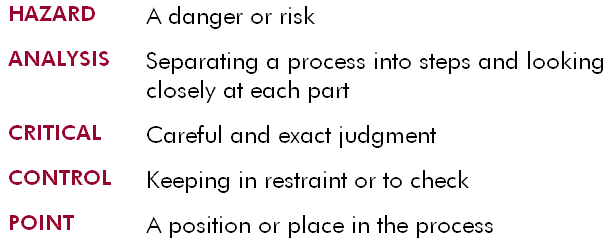 HAZARD A danger or risk
ANALYSIS Separating a process into steps and looking
closely at each part
CRITICAL Careful and exact judgment
CONTROL Keeping in restraint or to check
POINT A position or place in the process